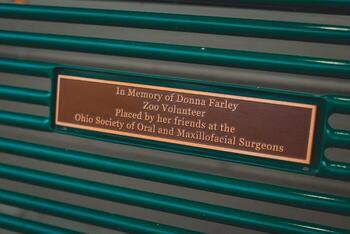 In Memory of Donna Farley
Zoo Volunteer
Placed by her friends at the
Ohio Society of Oral and Maxillofacial Surgeons